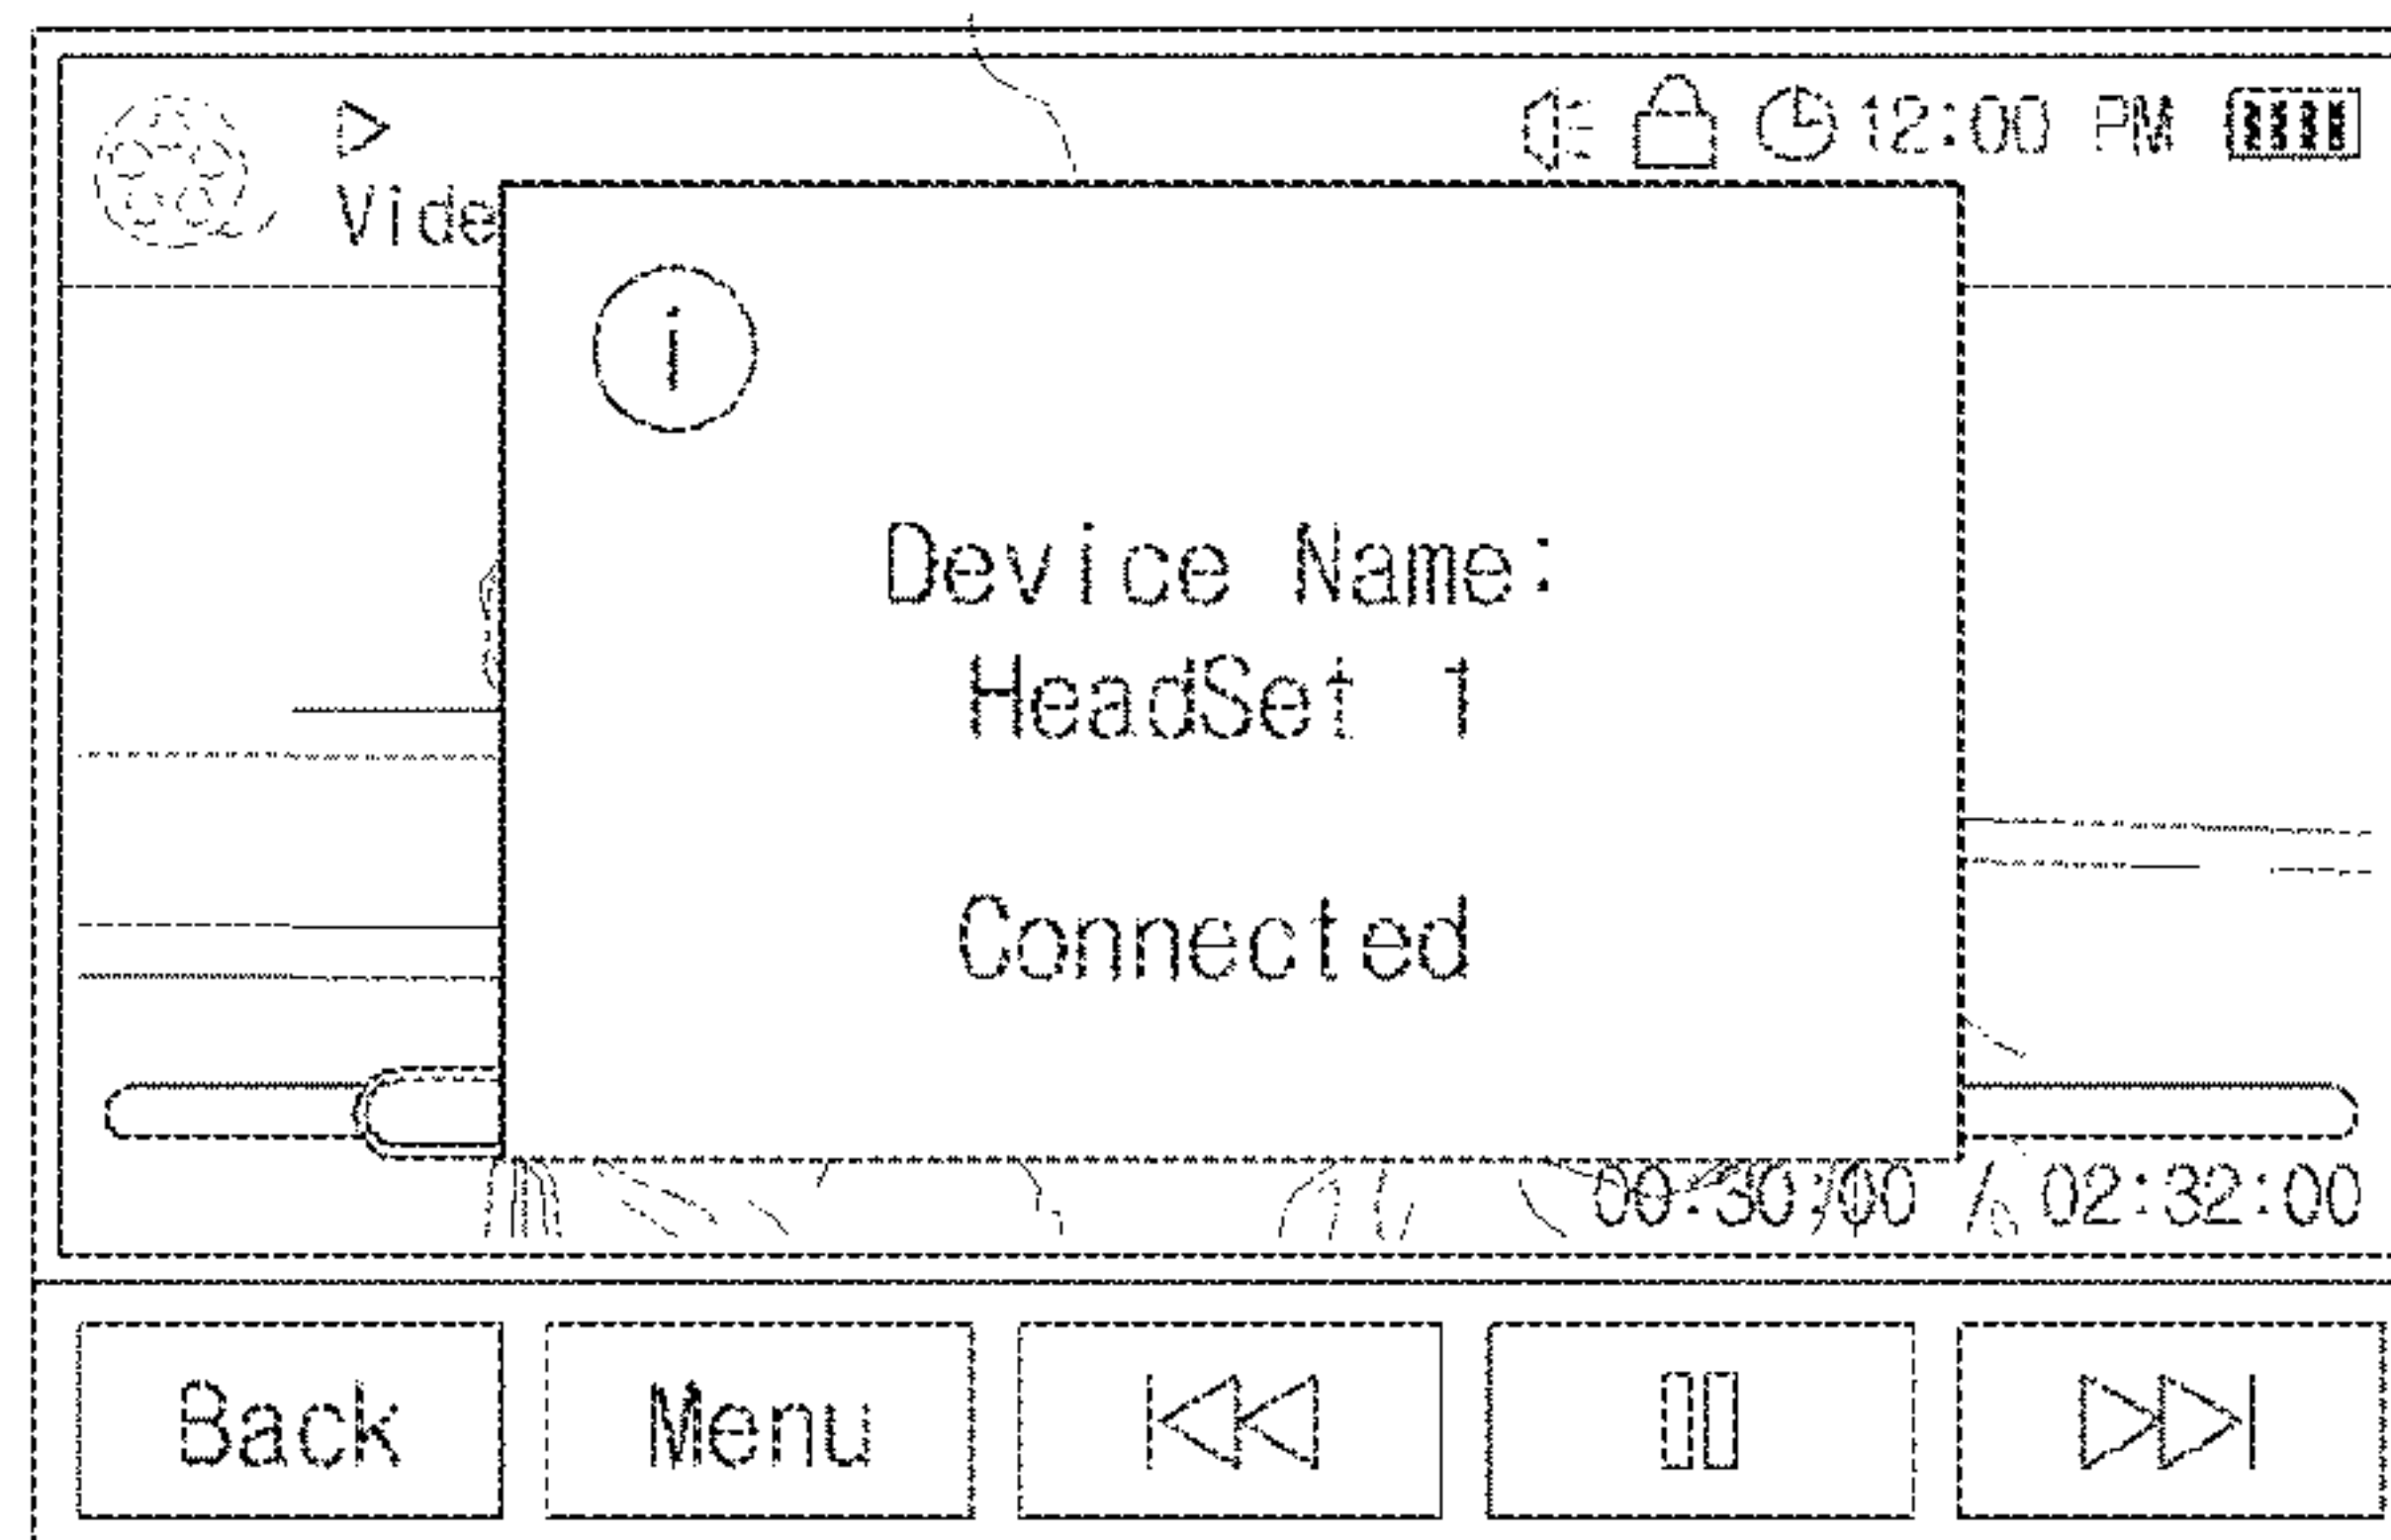 12:00 PM
Vide
i
Device Name:
HeadSet 1
Connected
00:30:00 / 02:32:00
Back
Menu